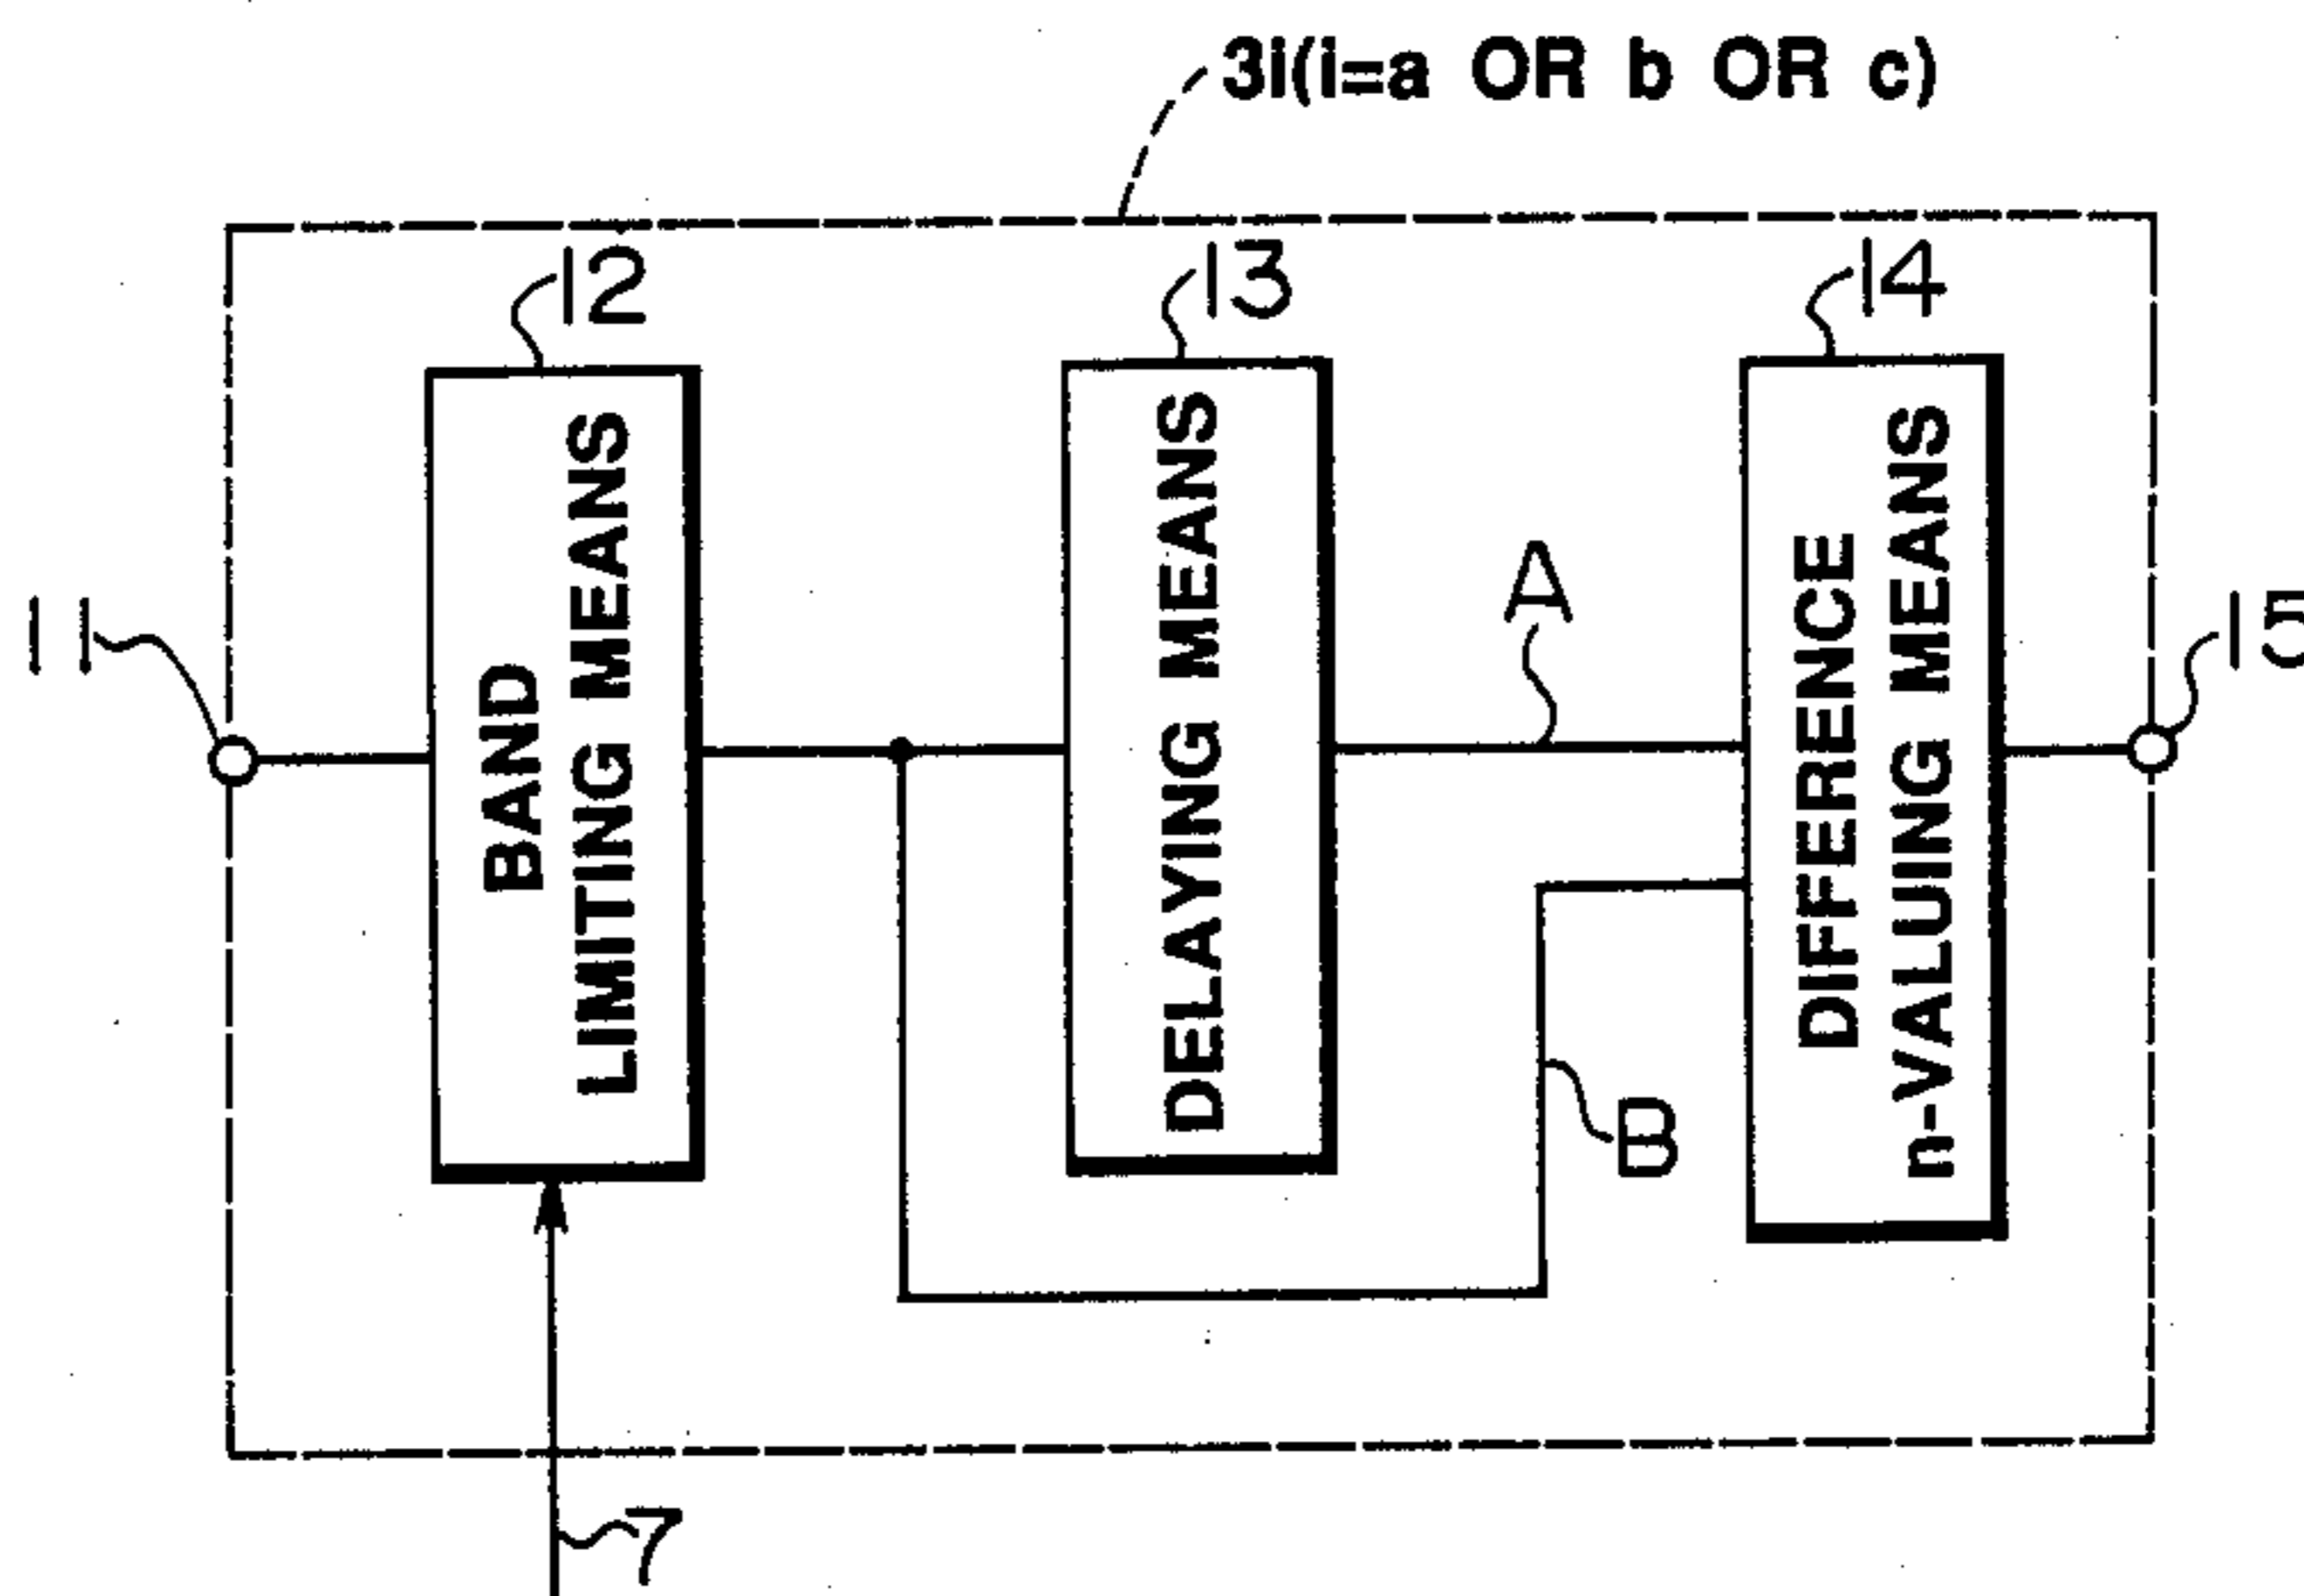 3i(i=a OR b OR c)
12
13
14
11
15
BAND
LIMITING MEANS
DELAYING MEANS
A
B
DIFFERENCE
n-VALUING MEANS
7